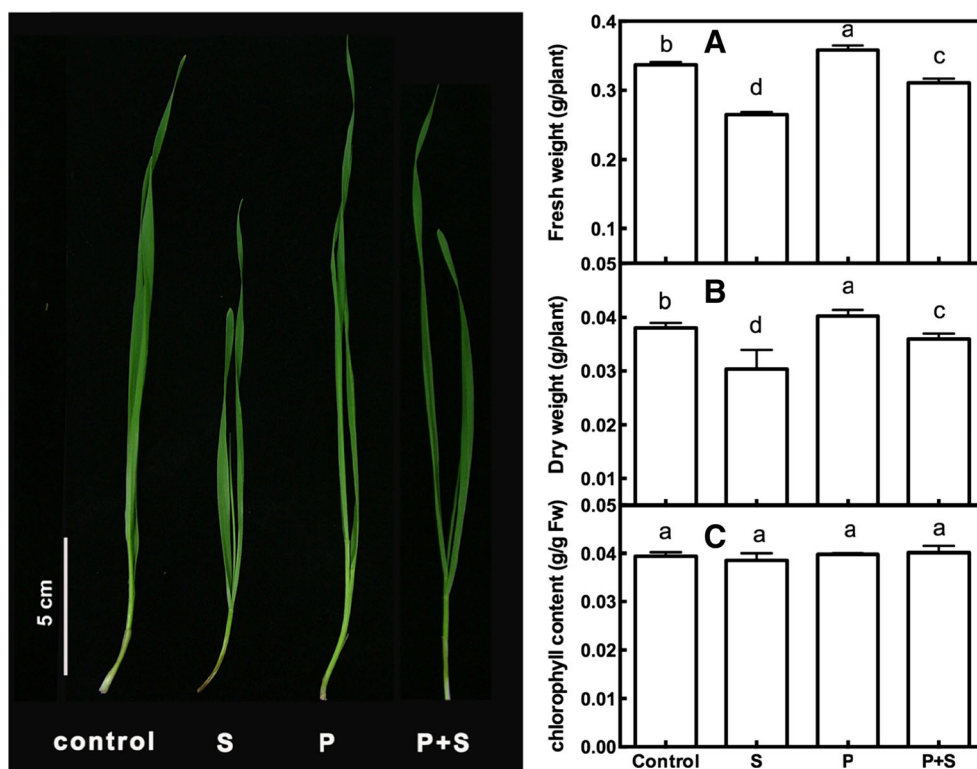 5 cm
control S P P+S
Fresh weight (g/plant)
0.4
0.3
0.2
0.1
A
b d a c
Dry weight (g/plant)
0.05
0.04
0.03
0.02
0.01
B
b d a c
chlorophyll content (g/g Fw)
0.05
0.04
0.03
0.02
0.01
0.00
C
a a a a
Control S P P+S